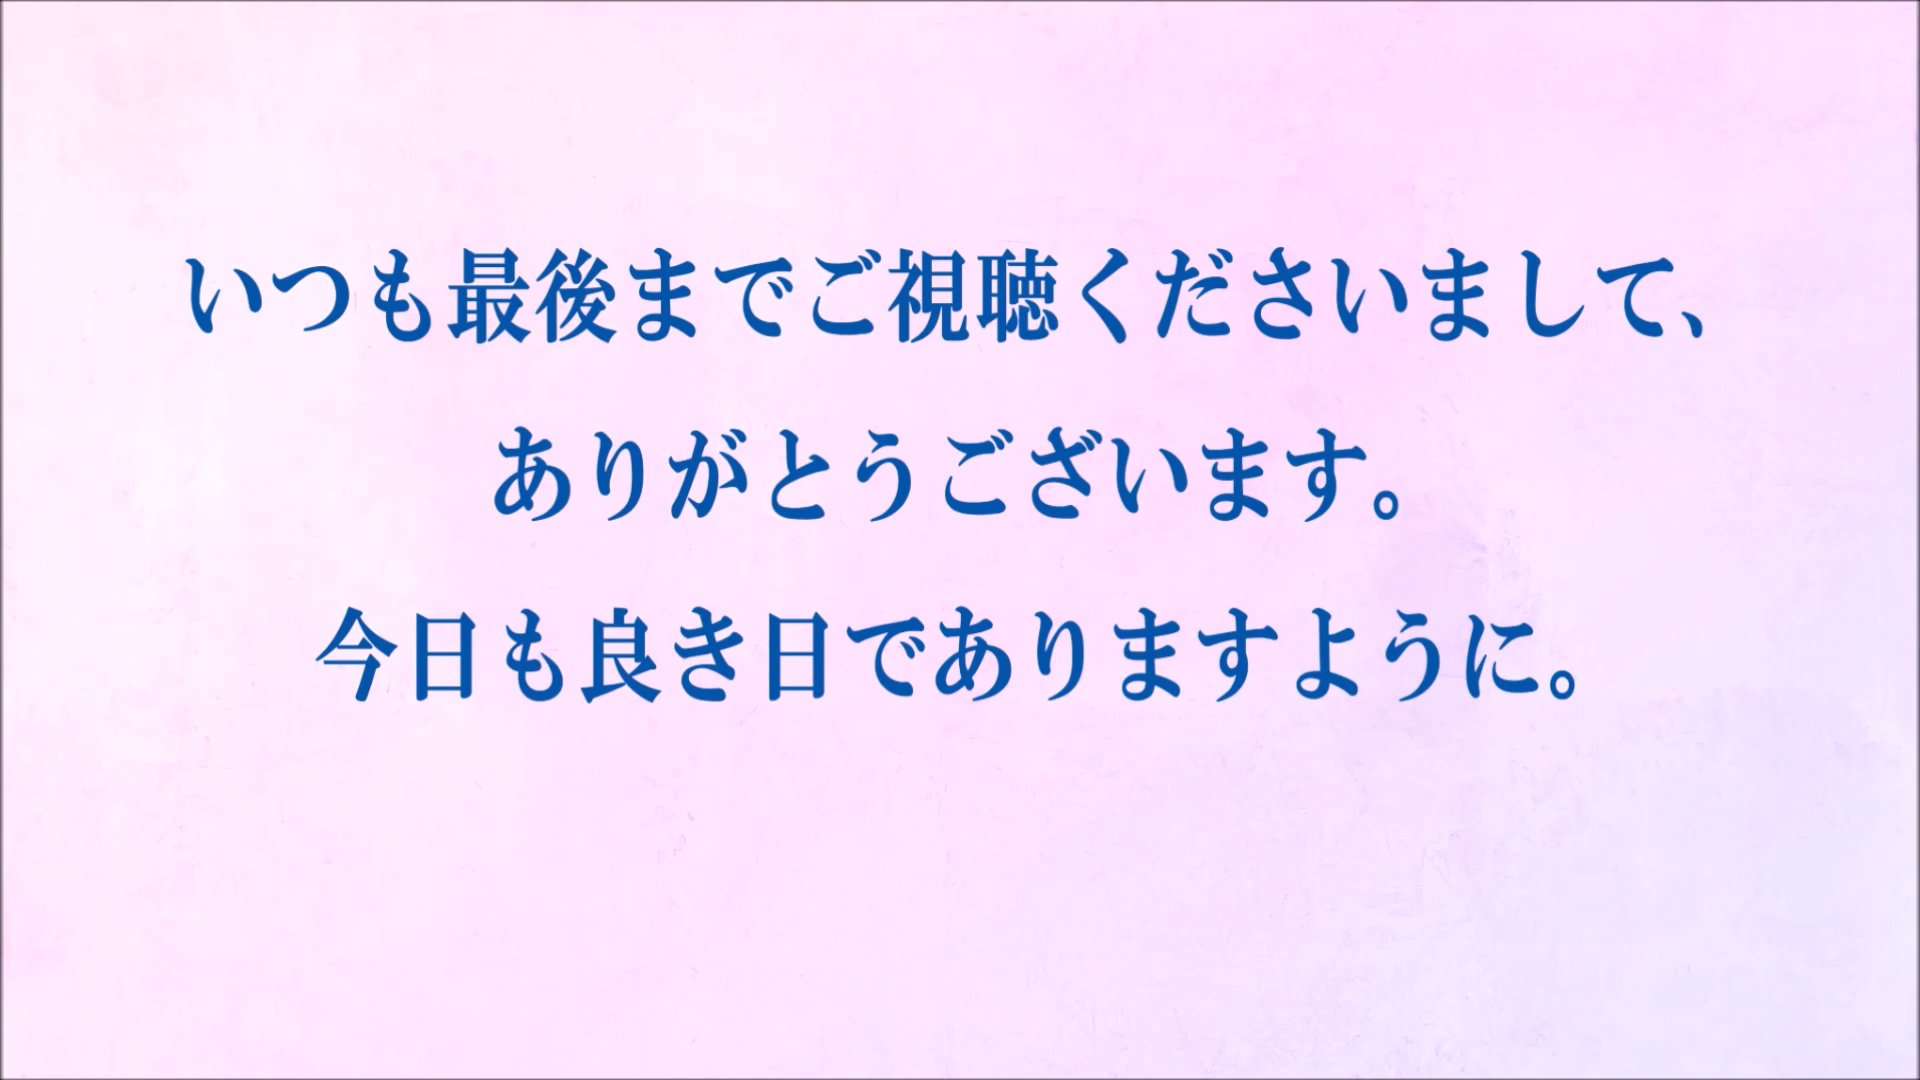 いつも最後までご視聴くださいまして、
ありがとうございます。
今日も良き日でありますように。